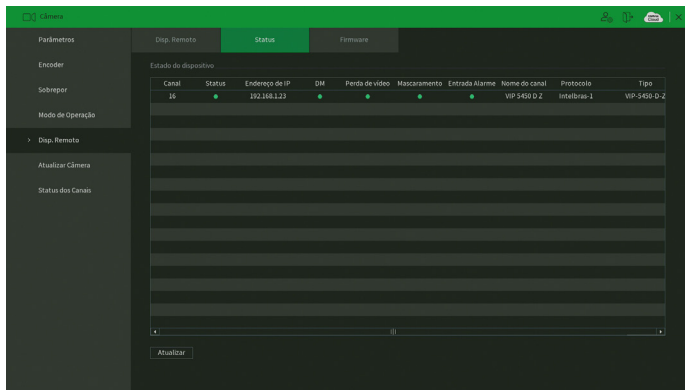 Câmera
Intelbras Cloud
Parâmetros
Encoder
Sobrepor
Modo de Operação
> Disp. Remoto
Atualizar Câmera
Status dos Canais
Disp. Remoto Status Firmware
Estado do dispositivo
Canal Status Endereço de IP DM Perda de vídeo Mascaramento Entrada Alarme Nome do canal Protocolo Tipo
16 192.168.1.23 VIP 5450 D Z Intelbras-1 VIP-5450-D-Z
Atualizar